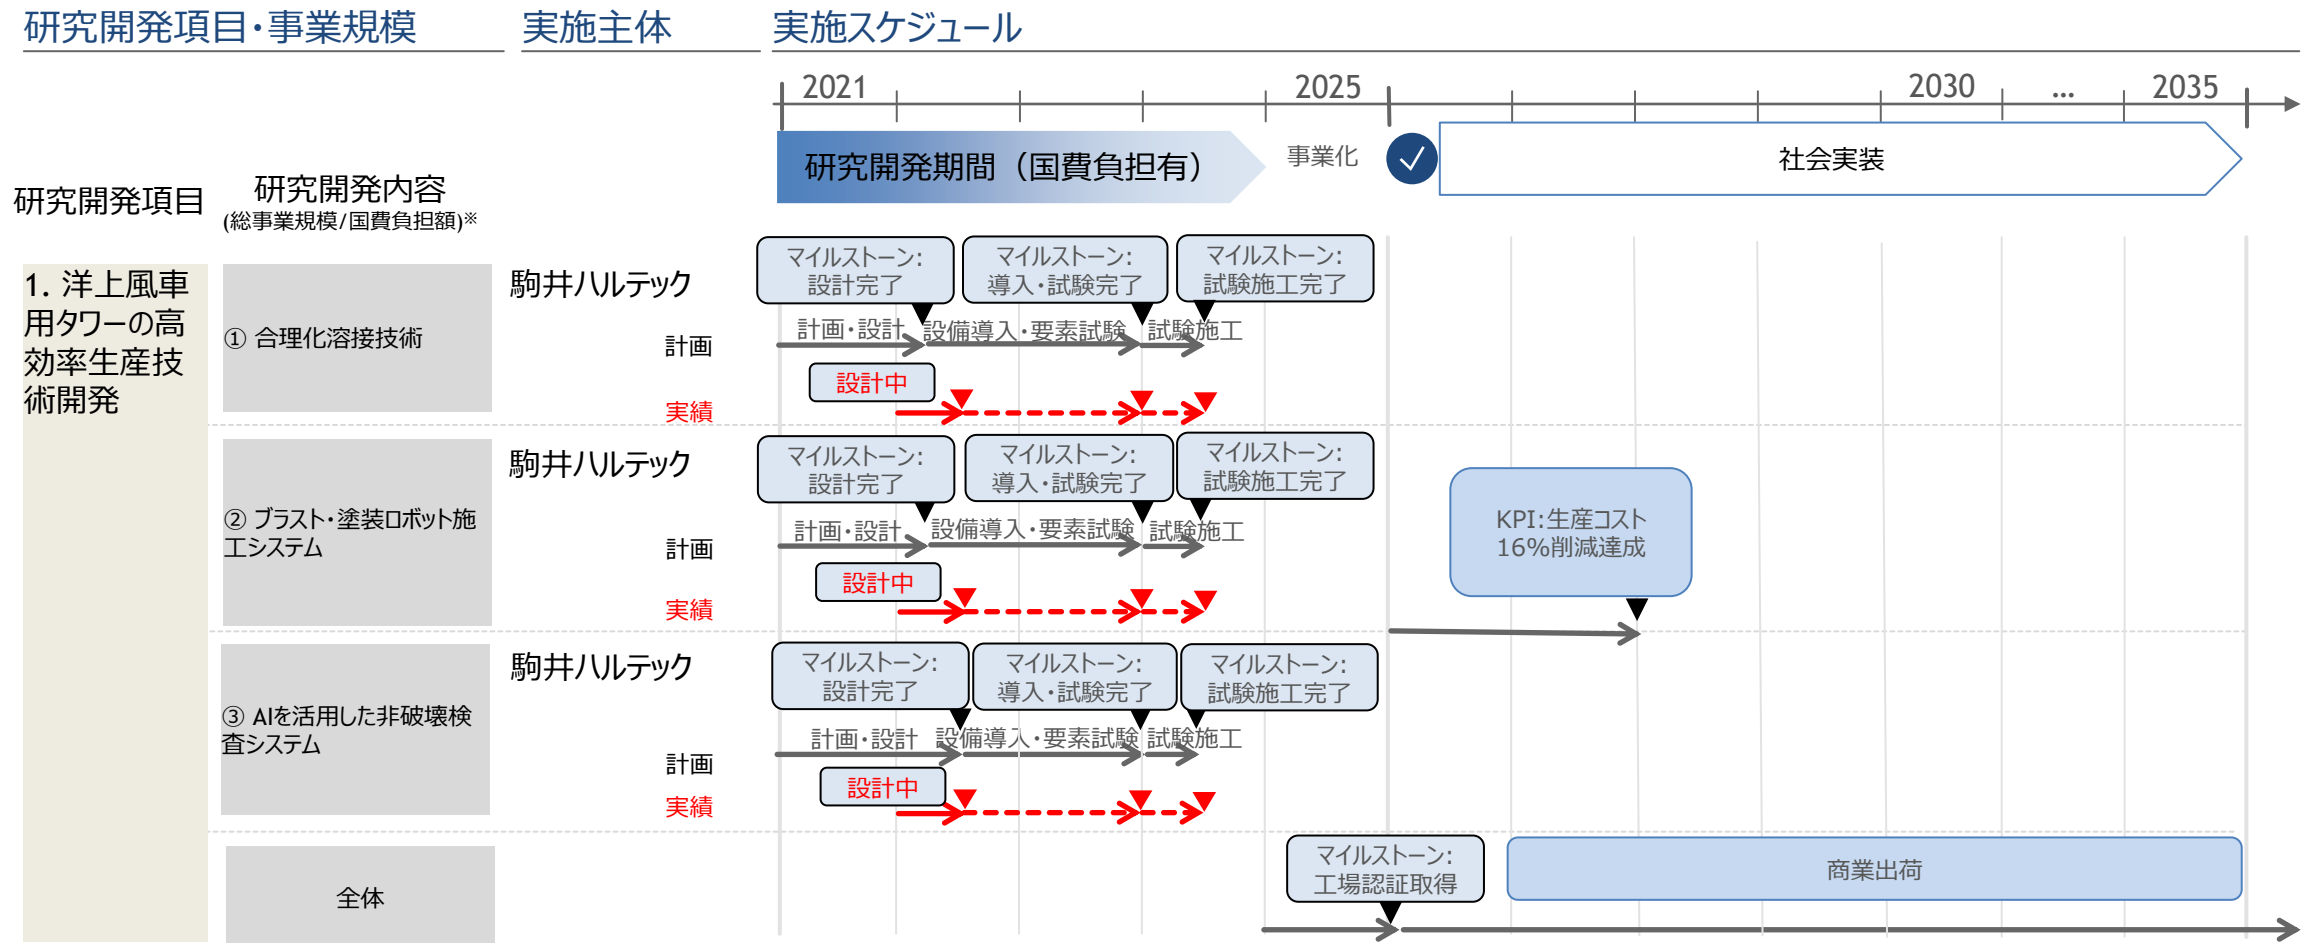 研究開発項目・事業規模
実施主体
実施スケジュール
2021
2025
2030
...
2035
研究開発期間（国費負担有）
事業化
社会実装
研究開発項目
研究開発内容
(総事業規模/国費負担額)※
1. 洋上風車
用タワーの高
効率生産技
術開発
① 合理化溶接技術
駒井ハルテック
計画
実績
マイルストーン:
設計完了
マイルストーン:
導入・試験完了
マイルストーン:
試験施工完了
計画・設計
設備導入・要素試験
試験施工
設計中
② ブラスト・塗装ロボット施
工システム
駒井ハルテック
計画
実績
マイルストーン:
設計完了
マイルストーン:
導入・試験完了
マイルストーン:
試験施工完了
計画・設計
設備導入・要素試験
試験施工
設計中
KPI:生産コスト
16%削減達成
③ AIを活用した非破壊検
査システム
駒井ハルテック
計画
実績
マイルストーン:
設計完了
マイルストーン:
導入・試験完了
マイルストーン:
試験施工完了
計画・設計
設備導入・要素試験
試験施工
設計中
全体
マイルストーン:
工場認証取得
商業出荷